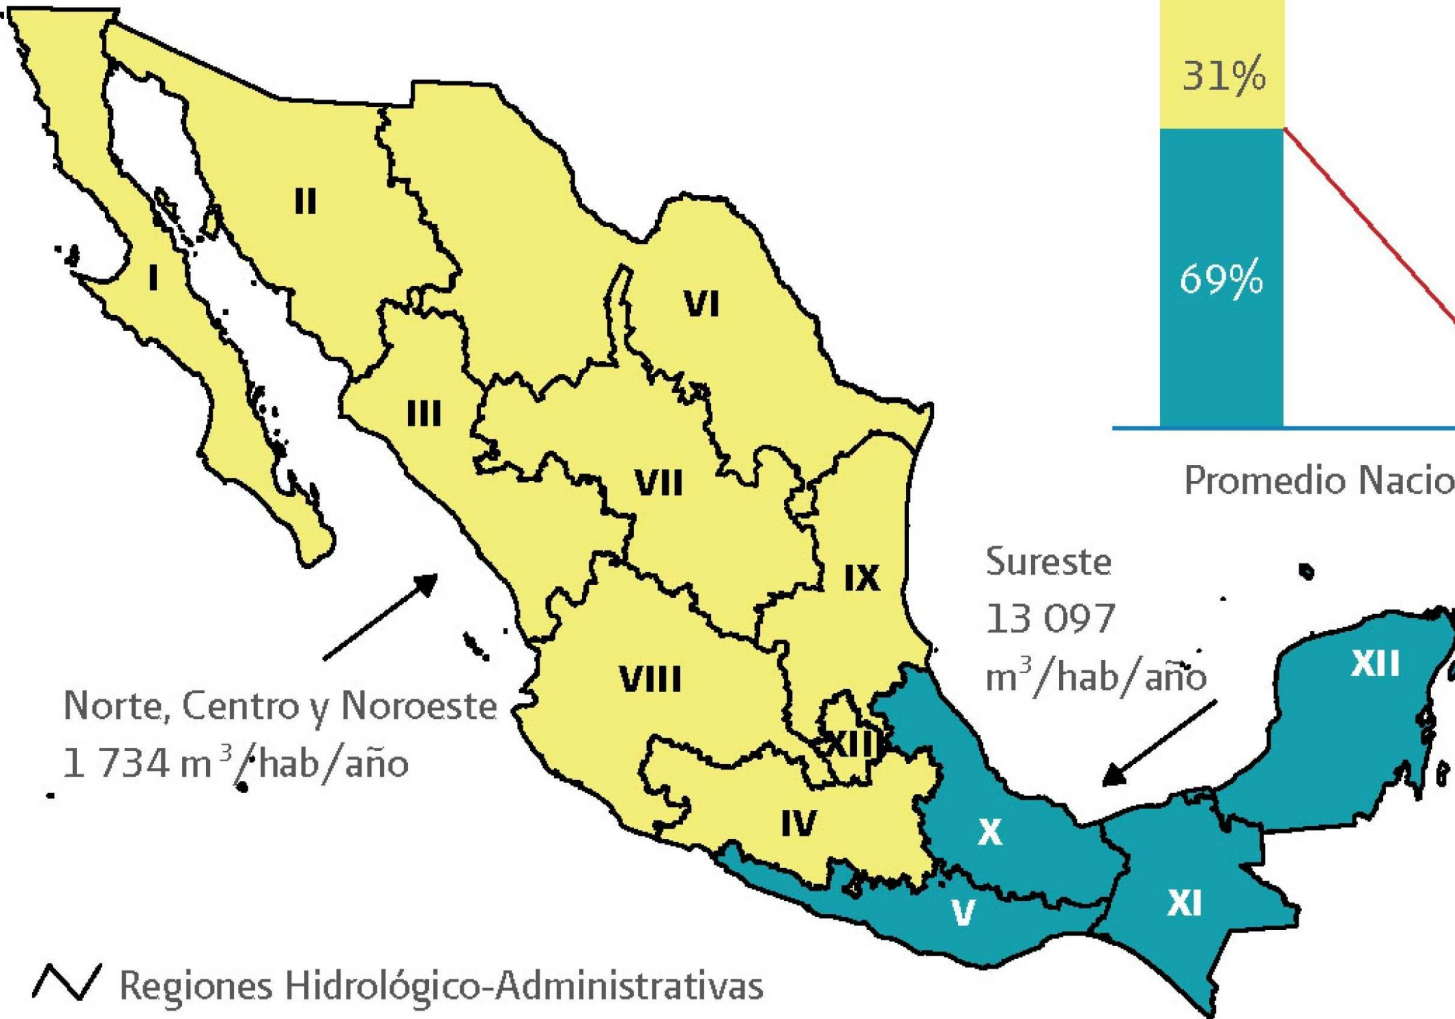 31%
69%
Promedio Nacio
II
I
VI
III
VII
IX
Sureste
13 097
m³/hab/año
XII
VIII
Norte, Centro y Noroeste
1 734 m³/hab/año
XII
IV
X
XI
V
Regiones Hidrológico-Administrativas